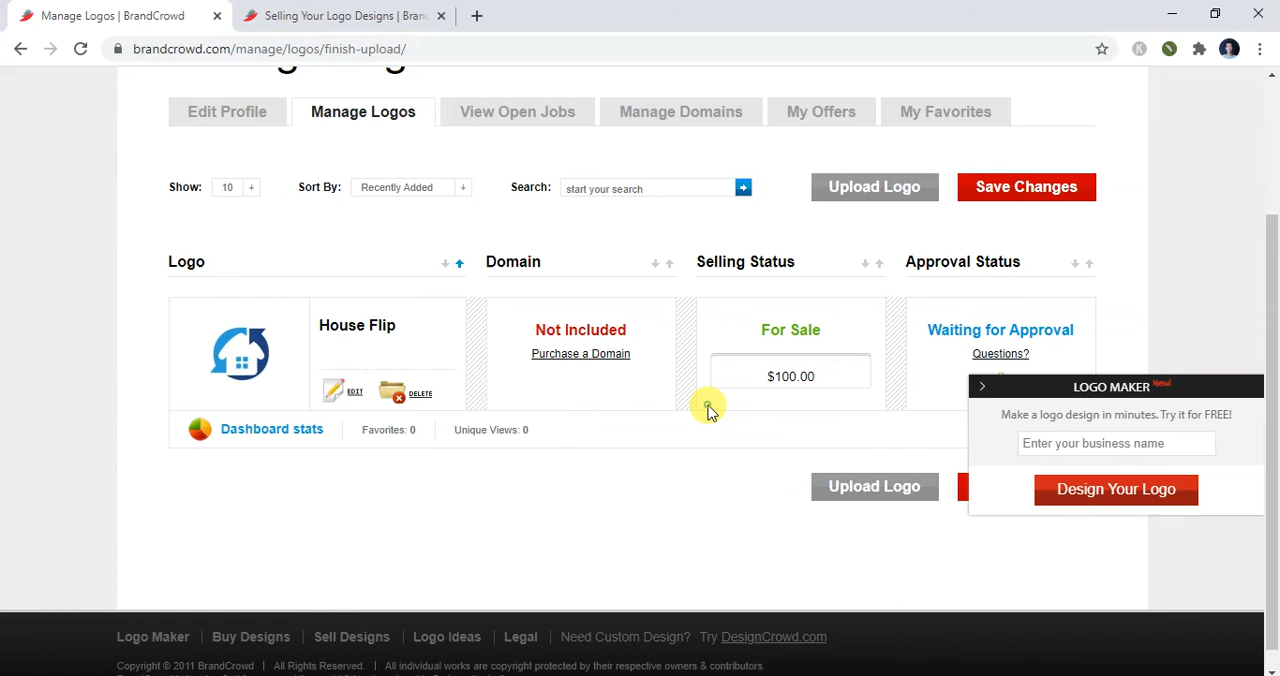 Manage Logos | BrandCrowd
Selling Your Logo Designs | Bran
brandcrowd.com/manage/logos/finish-upload/
Edit Profile
Manage Logos
View Open Jobs
Manage Domains
My Offers
My Favorites
Show: 10
Sort By: Recently Added
Search: start your search
Upload Logo
Save Changes
Logo
Domain
Selling Status
Approval Status
House Flip
EDIT
DELETE
Not Included
Purchase a Domain
For Sale
$100.00
Waiting for Approval
Questions?
Dashboard stats
Favorites: 0
Unique Views: 0
LOGO MAKER New!
Make a logo design in minutes. Try it for FREE!
Enter your business name
Design Your Logo
Upload Logo
Logo Maker | Buy Designs | Sell Designs | Logo Ideas | Legal | Need Custom Design? Try DesignCrowd.com
Copyright © 2011 BrandCrowd | All Rights Reserved. | All individual works are copyright protected by their respective owners & contributors.